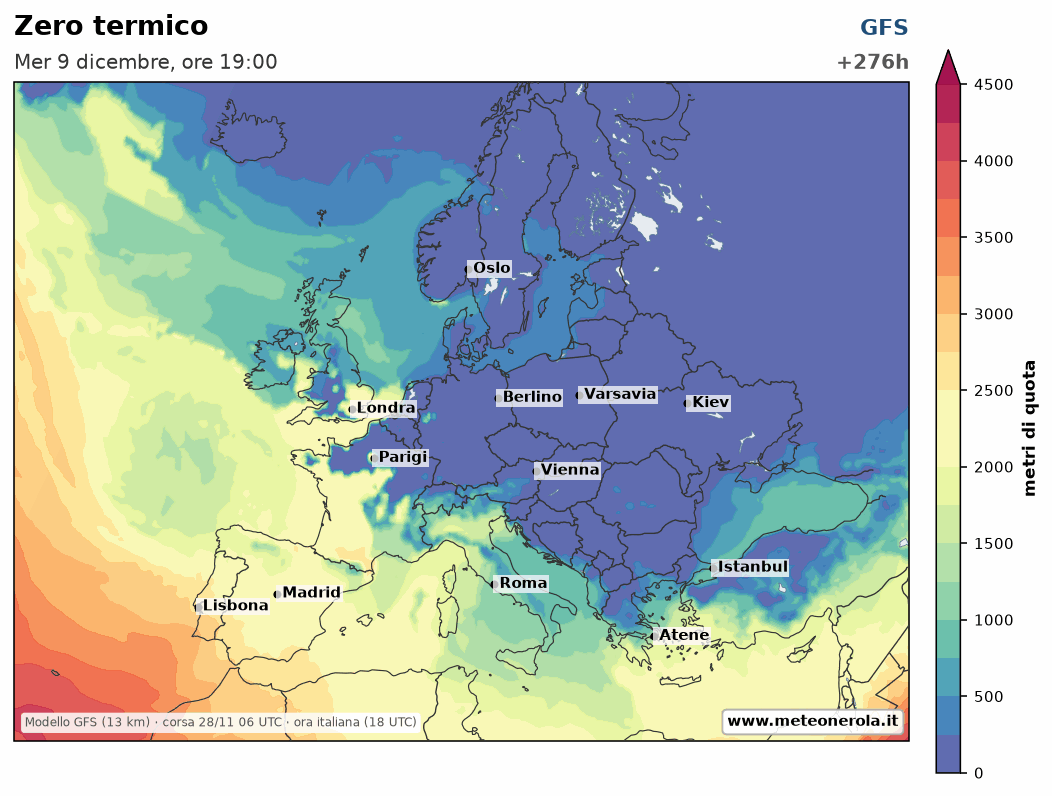 Zero termico
GFS
Mer 9 dicembre, ore 19:00
+276h
4500
4000
3500
3000
2500
2000
1500
1000
500
0
metri di quota
Oslo
Berlino
Varsavia
Kiev
Londra
Parigi
Vienna
Istanbul
Roma
Madrid
Lisbona
Atene
Modello GFS (13 km) · corsa 28/11 06 UTC · ora italiana (18 UTC)
www.meteonerola.it